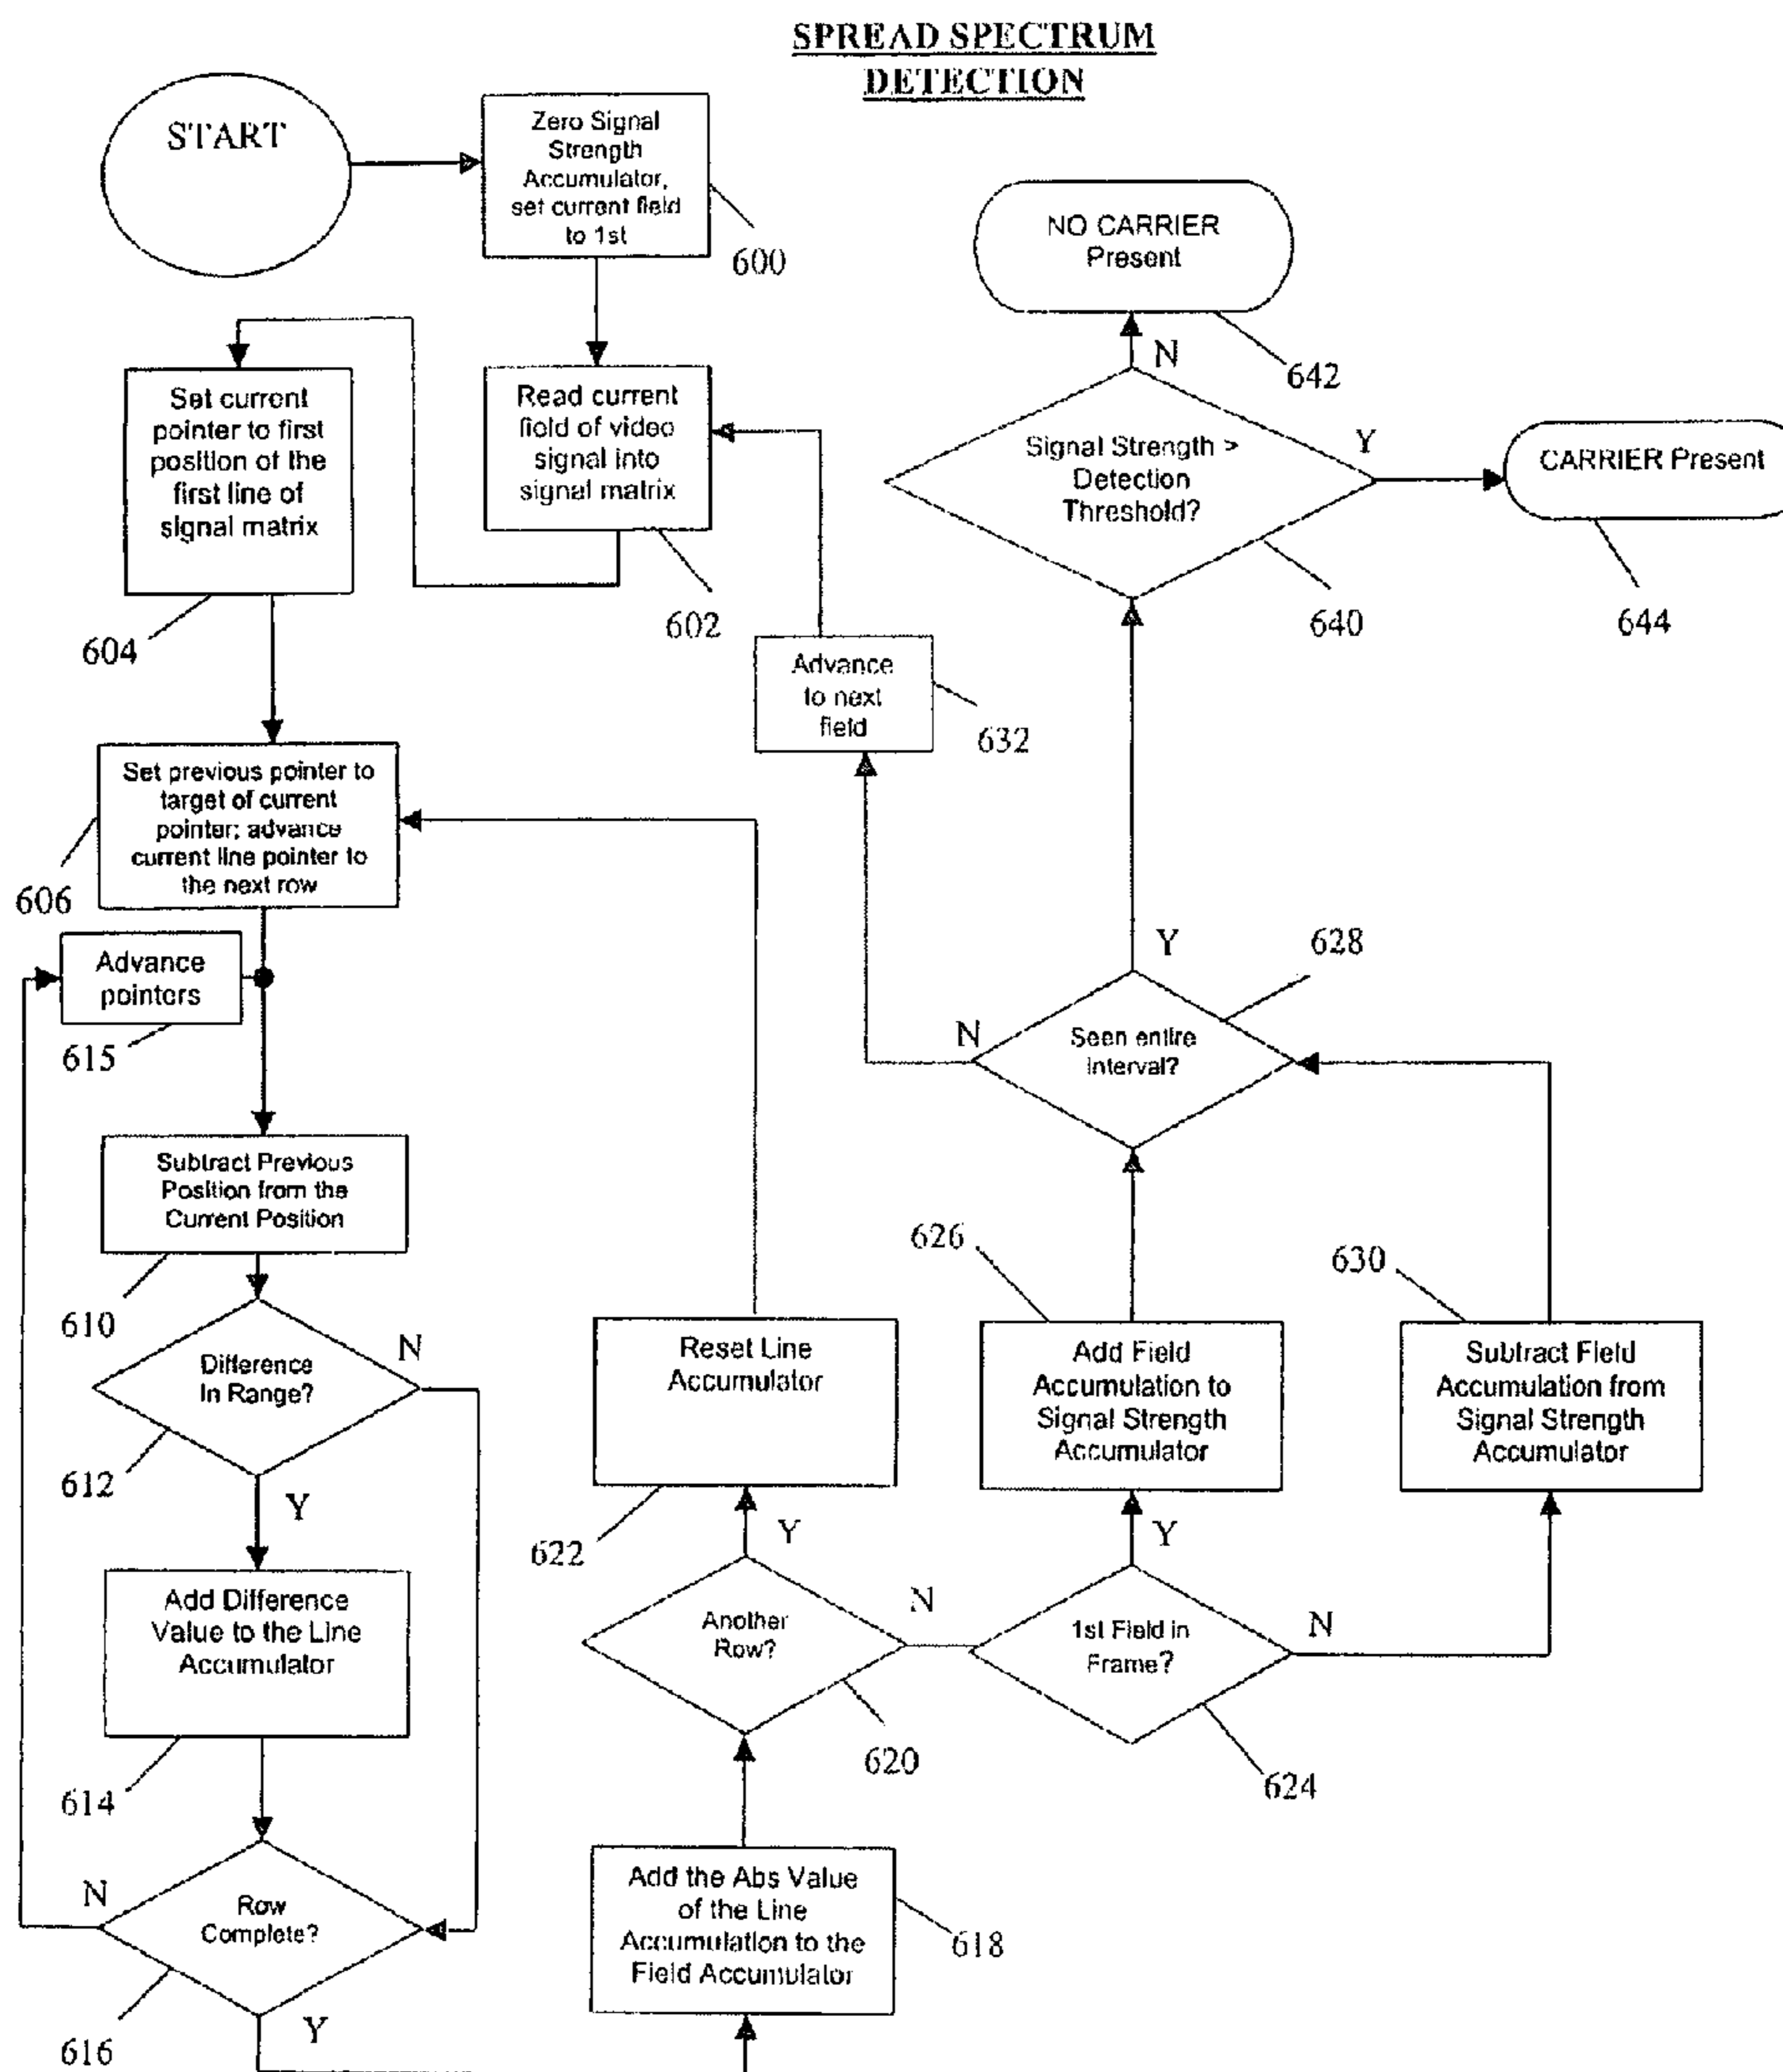 SPREAD SPECTRUM
DETECTION
START
Zero Signal
Strength
Accumulator,
set current field
to 1st
600
NO CARRIER
Present
642
Set current
pointer to first
position of the
first line of
signal matrix
604
Read current
field of video
signal into
signal matrix
602
N
Signal Strength >
Detection
Threshold?
Y
640
CARRIER Present
644
Advance
to next
field
632
Set previous pointer to
target of current
pointer; advance
current line pointer to
the next row
606
Advance
pointers
615
Y
628
N
Seen entire
interval?
Subtract Previous
Position from the
Current Position
610
626
630
Difference
In Range?
N
612
Y
Reset Line
Accumulator
622
Y
Add Field
Accumulation to
Signal Strength
Accumulator
Y
Subtract Field
Accumulation from
Signal Strength
Accumulator
Add Difference
Value to the Line
Accumulator
614
Another
Row?
N
620
1st Field in
Frame?
N
624
N
Row
Complete?
616
Y
Add the Abs Value
of the Line
Accumulation to the
Field Accumulator
618